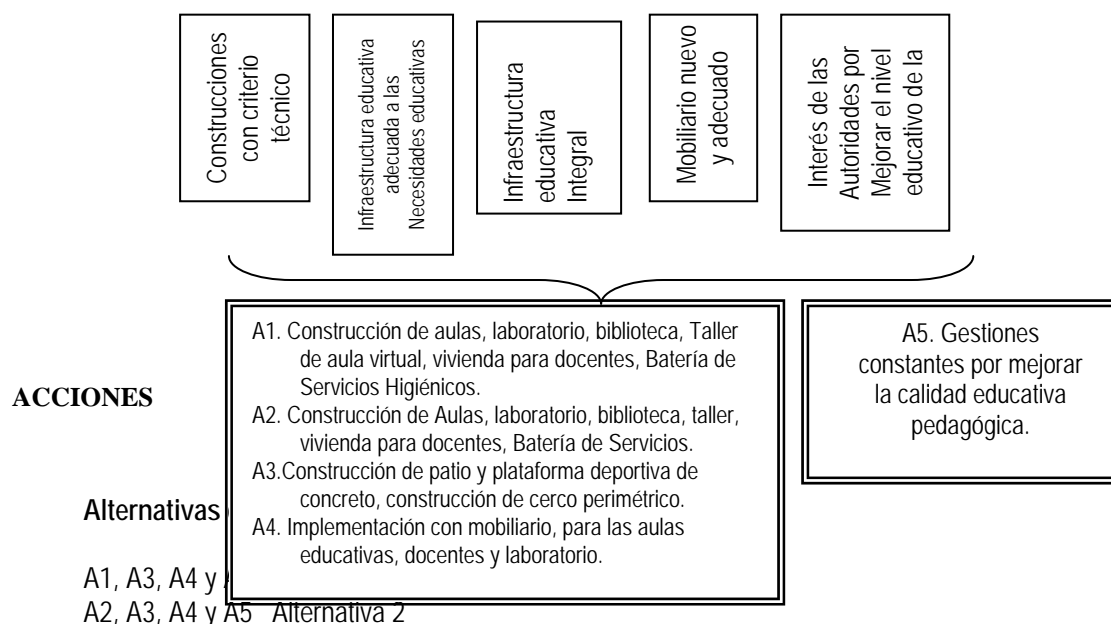 Construcciones
con criterio
técnico
Infraestructura educativa
adecuada a las
Necesidades educativas
Infraestructura
educativa
Integral
Mobiliario nuevo
y adecuado
Interés de las
Autoridades por
Mejorar el nivel
educativo de la
A1. Construcción de aulas, laboratorio, biblioteca, Taller
de aula virtual, vivienda para docentes, Batería de
Servicios Higiénicos.
A2. Construcción de Aulas, laboratorio, biblioteca, taller,
vivienda para docentes, Batería de Servicios.
A3.Construcción de patio y plataforma deportiva de
concreto, construcción de cerco perimétrico.
A4. Implementación con mobiliario, para las aulas
educativas, docentes y laboratorio.
A5. Gestiones
constantes por mejorar
la calidad educativa
pedagógica.
ACCIONES
Alternativas
A1, A3, A4 y
A2, A3, A4 y A5 Alternativa 2